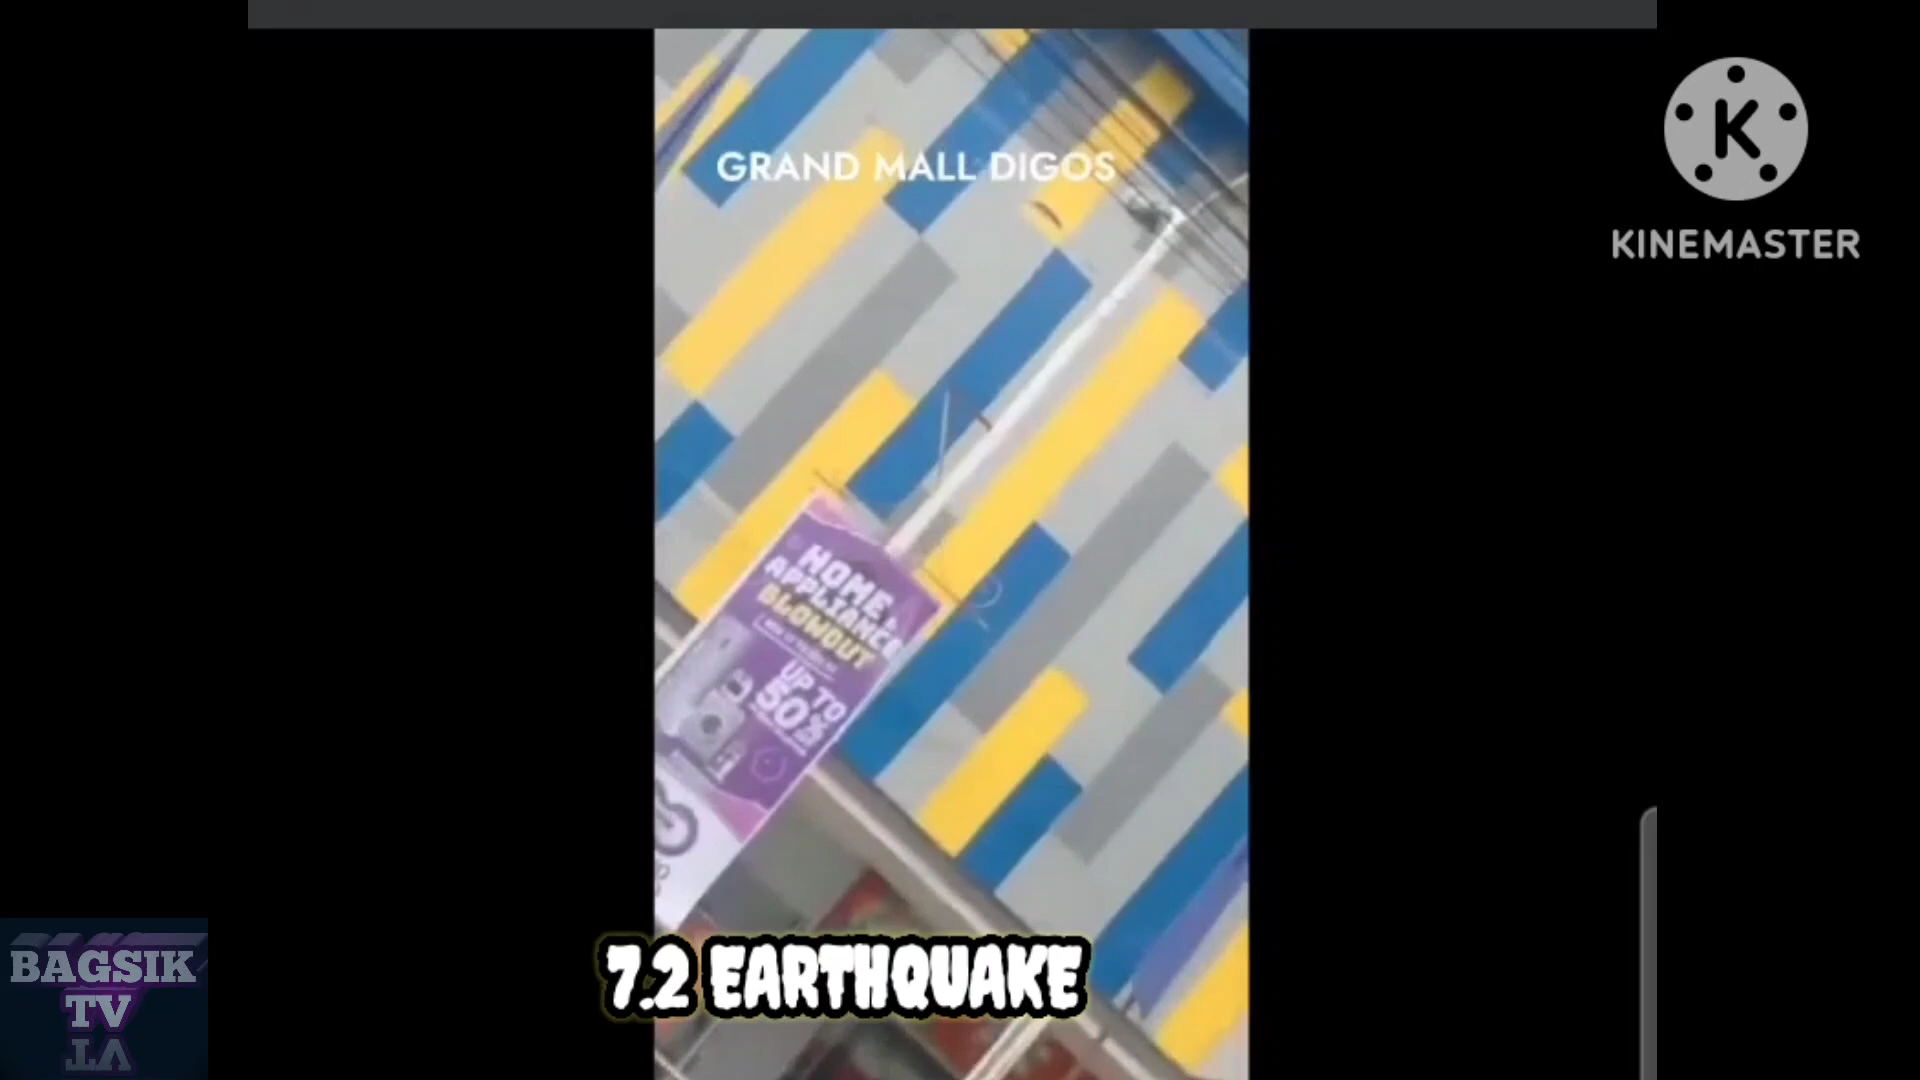 GRAND MALL DIGOS
K
KINEMASTER
HOME
APPLIANCE
BLOWOUT
UP TO
50%
BAGSIK
TV
7.2 EARTHQUAKE